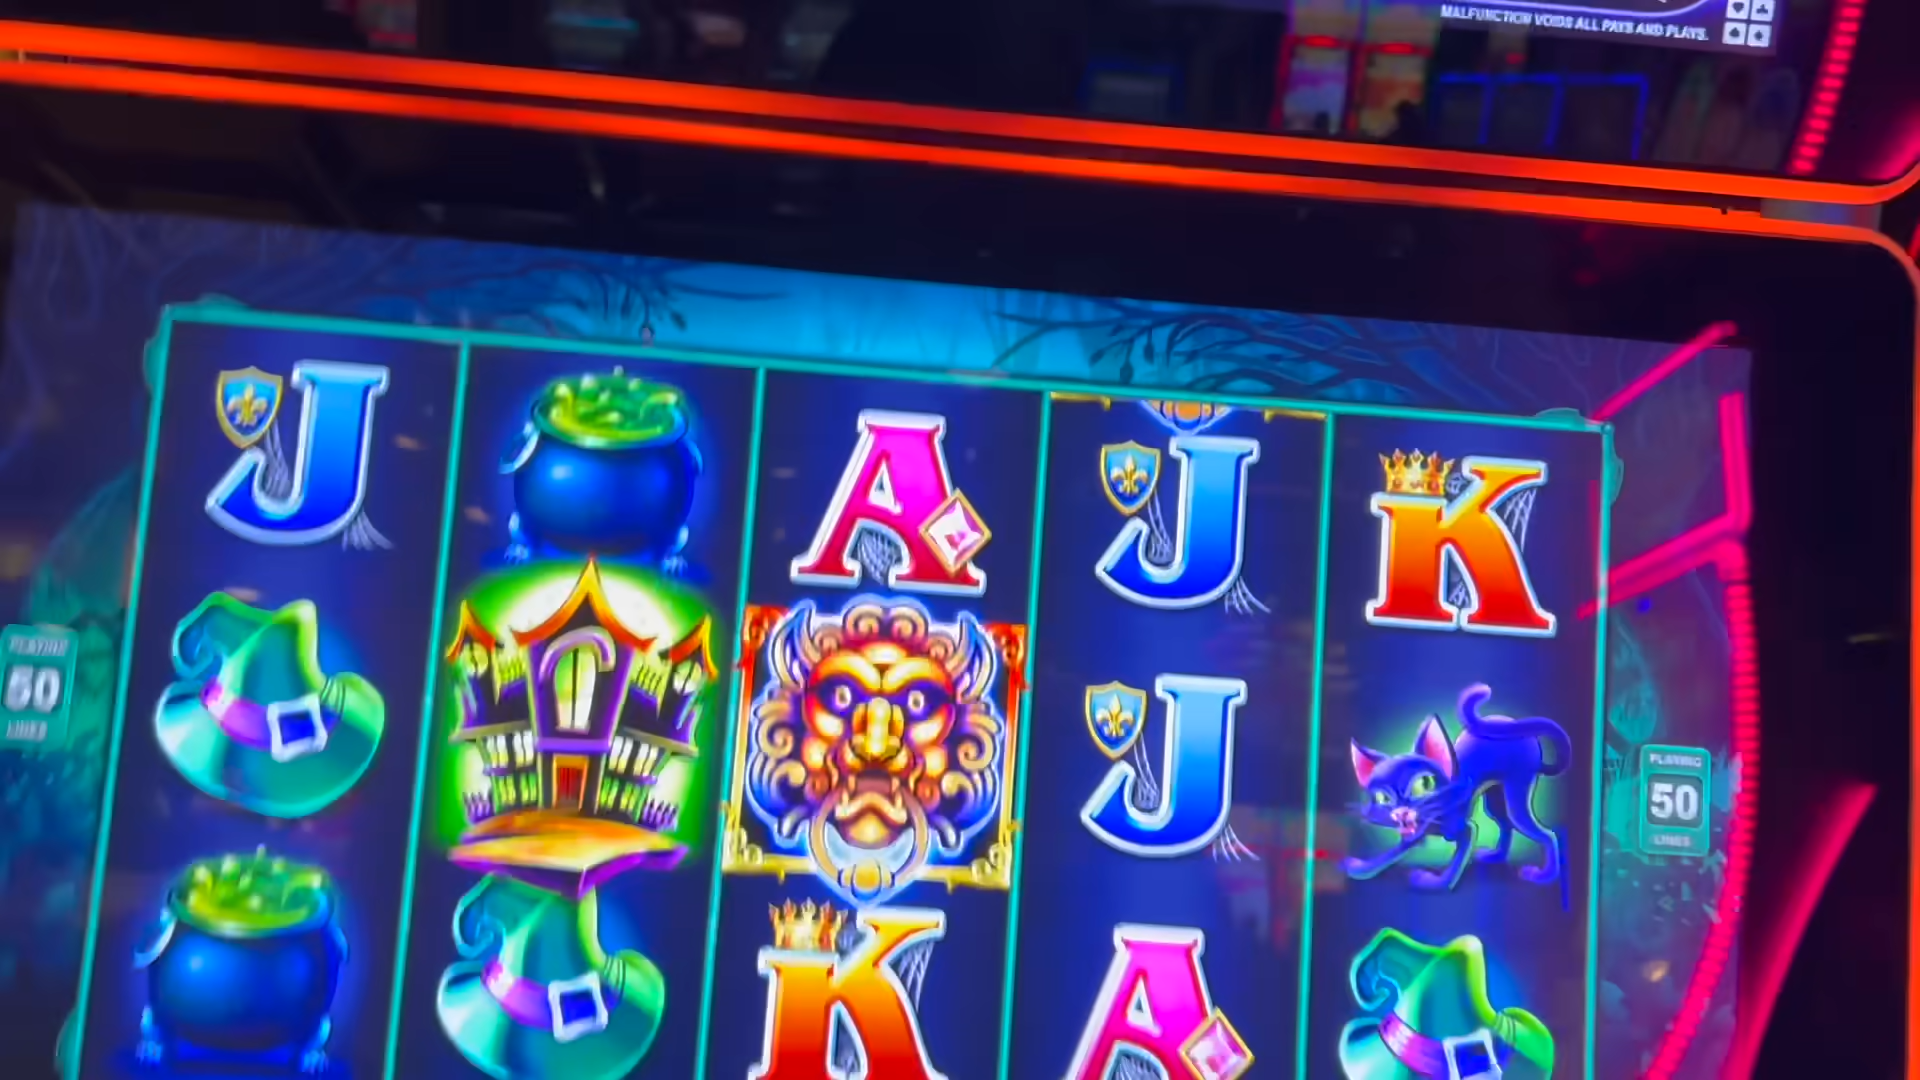 MALFUNCTION VOIDS ALL PAYS AND PLAYS.
J A J K
PLAYING
50
LINES
J
PLAYING
50
LINES
K A